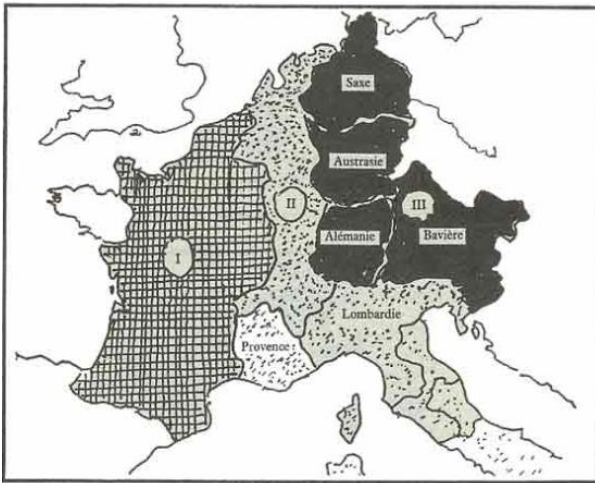 Saxe
Austrasie
II
III
Alémanie
Bavière
I
Lombardie
Provence